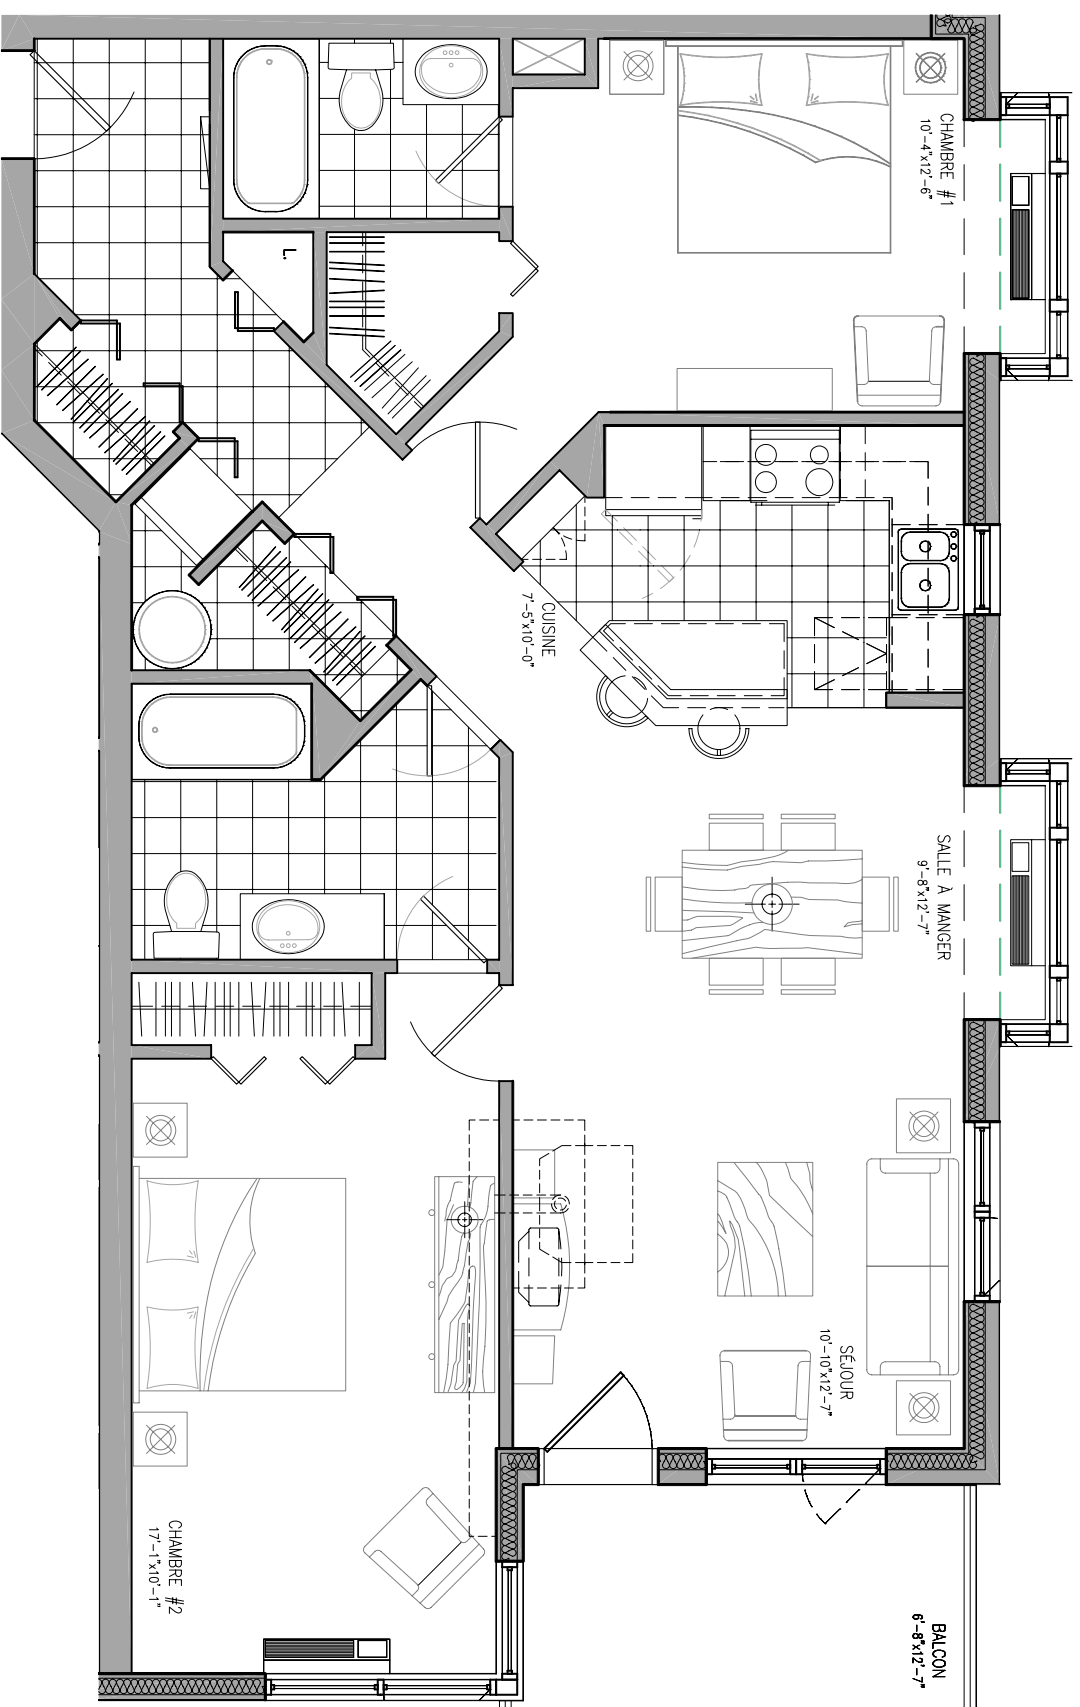 CHAMBRE #1
10'-4"x12'-6"
L.
CUISINE
7'-5"x10'-0"
SALLE À MANGER
9'-8"x12'-7"
SÉJOUR
10'-10"x12'-7"
CHAMBRE #2
17'-1"x10'-1"
BALCON
6'-8"x12'-7"